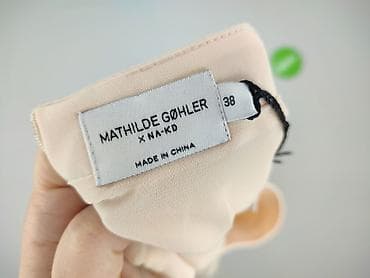 MATHILDE GØHLER
X NA-KD
MADE IN CHINA
38